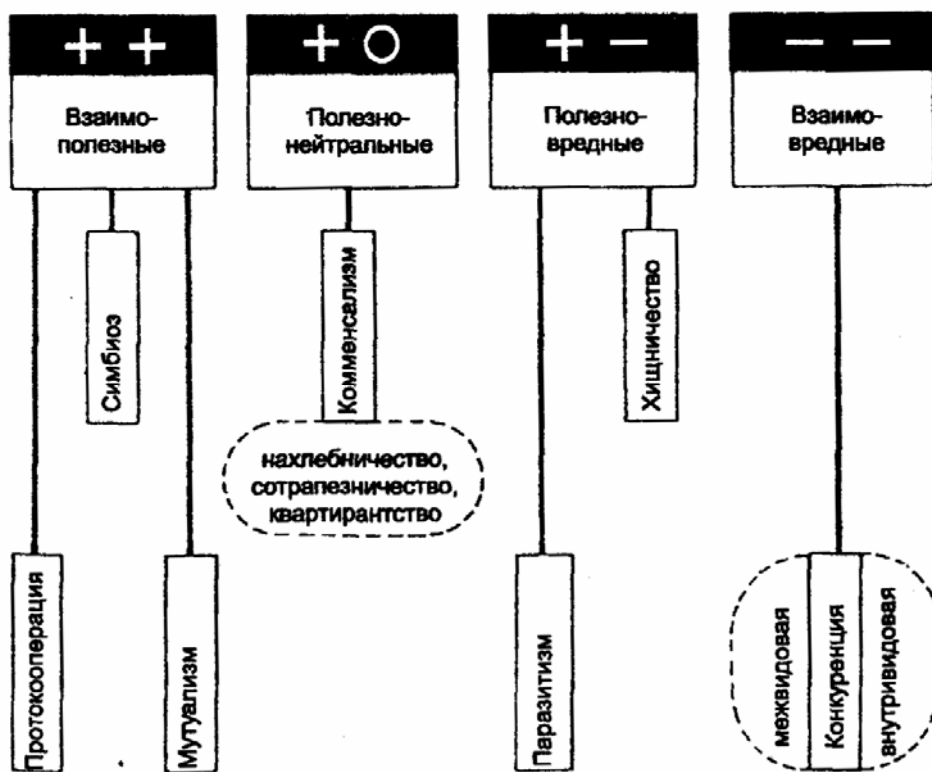 + +
Взаимо-
полезные
+ О
Полезно-
нейтральные
+ −
Полезно-
вредные
− −
Взаимо-
вредные
Симбиоз
Комменсализм
Хищничество
нахлебничество,
сотрапезничество,
квартирантство
Протокооперация
Мутуализм
Паразитизм
межвидовая
Конкуренция
внутривидовая